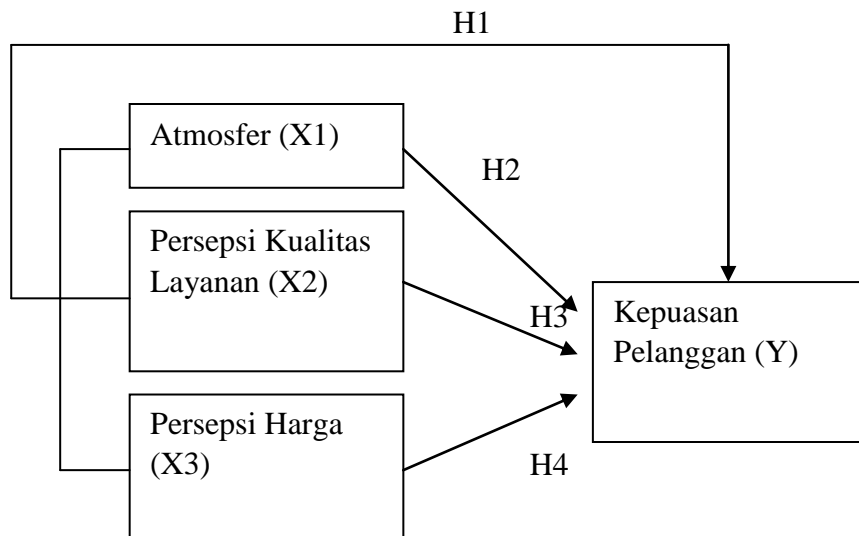 H1
Atmosfer (X1)
H2
Persepsi Kualitas
Layanan (X2)
H3
Kepuasan
Pelanggan (Y)
Persepsi Harga
(X3)
H4